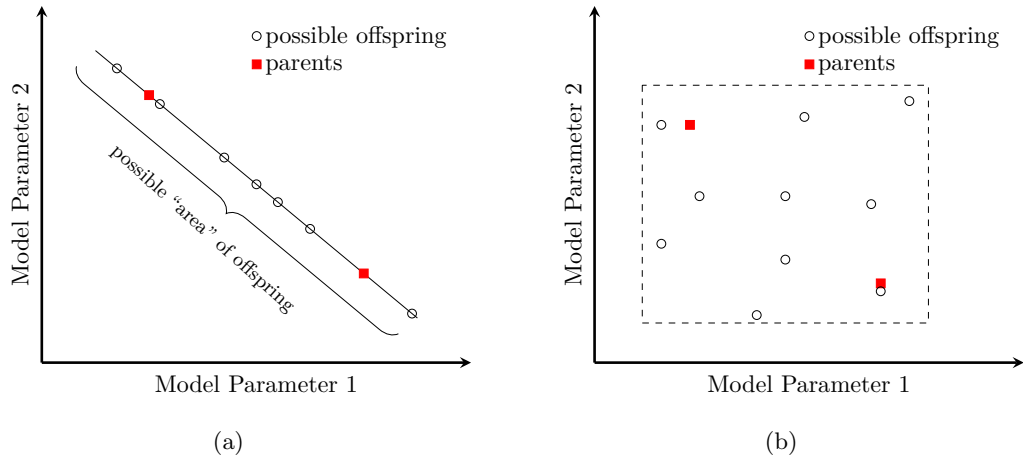 possible offspring
parents
Model Parameter 2
possible “area” of offspring
Model Parameter 1
(a)
possible offspring
parents
Model Parameter 2
Model Parameter 1
(b)